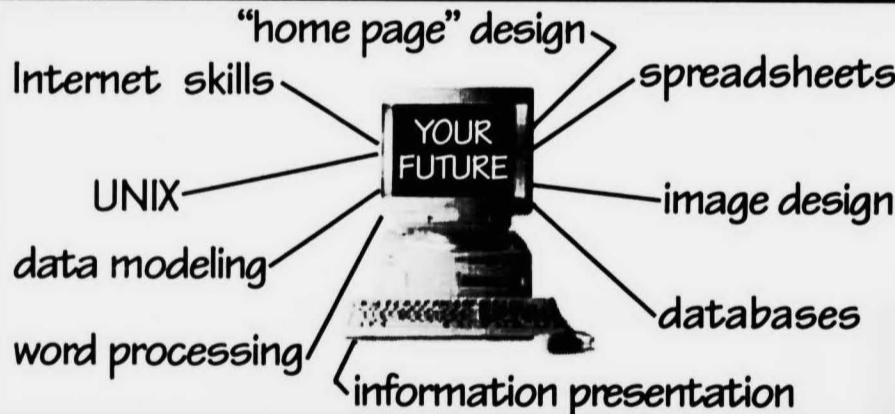 “home page” design
Internet skills
spreadsheets
YOUR
FUTURE
UNIX
image design
data modeling
databases
word processing
information presentation